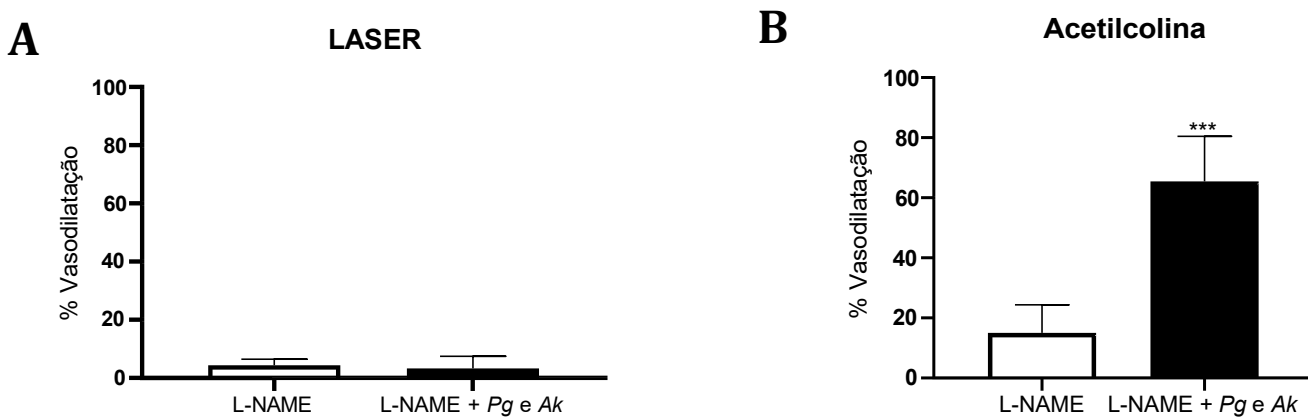 A
LASER
% Vasodilatação
100
80
60
40
20
0
L-NAME
L-NAME + Pg e Ak
B
Acetilcolina
% Vasodilatação
100
80
60
40
20
0
***
L-NAME
L-NAME + Pg e Ak